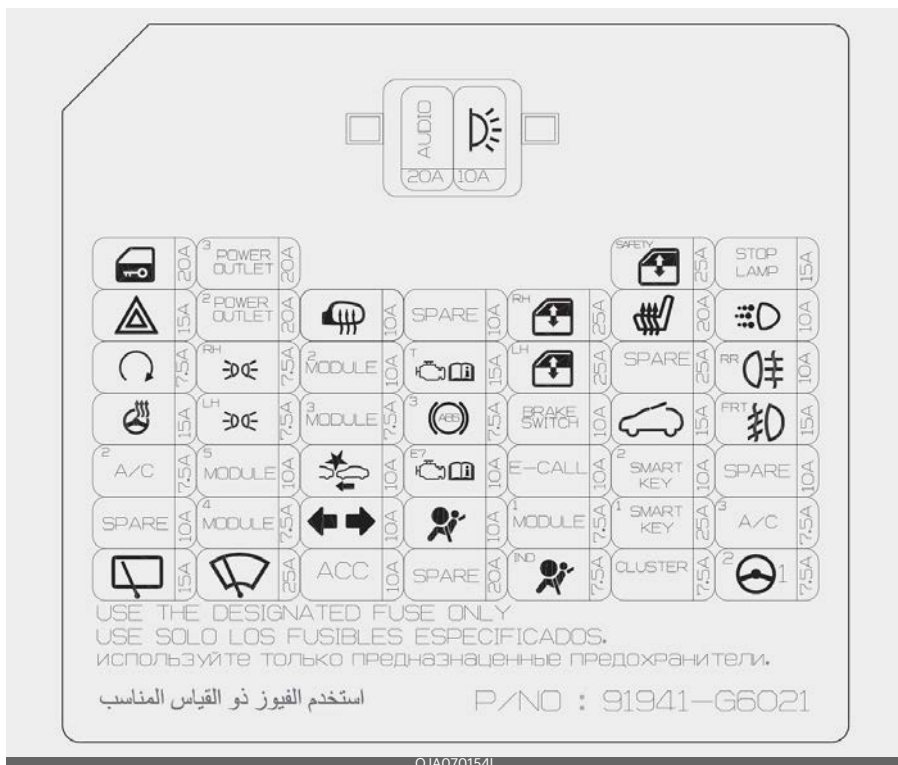 AUDIO
20A 10A
20A 3 POWER OUTLET 20A SAFETY 25A STOP LAMP 15A
15A 2 POWER OUTLET 20A 10A SPARE 10A RH 25A 20A 10A
7.5A RH 7.5A 2 MODULE 10A T 15A LH 25A SPARE 25A RR 10A
15A LH 7.5A 3 MODULE 7.5A 3 ABS 7.5A BRAKE SWITCH 10A 15A FRT 15A
2 A/C 7.5A 5 MODULE 10A 10A E7 10A E-CALL 10A 2 SMART KEY 10A SPARE 10A
SPARE 10A 4 MODULE 7.5A 10A 10A 1 MODULE 7.5A 1 SMART KEY 25A 3 A/C 7.5A
15A 25A ACC 10A SPARE 20A IND 7.5A CLUSTER 7.5A 2 1 7.5A
USE THE DESIGNATED FUSE ONLY
USE SOLO LOS FUSIBLES ESPECIFICADOS.
используйте только предназнаценные предохранители.
استخدم الفيوز ذو القياس المناسب
P/NO : 91941-G6021
OJA070154L